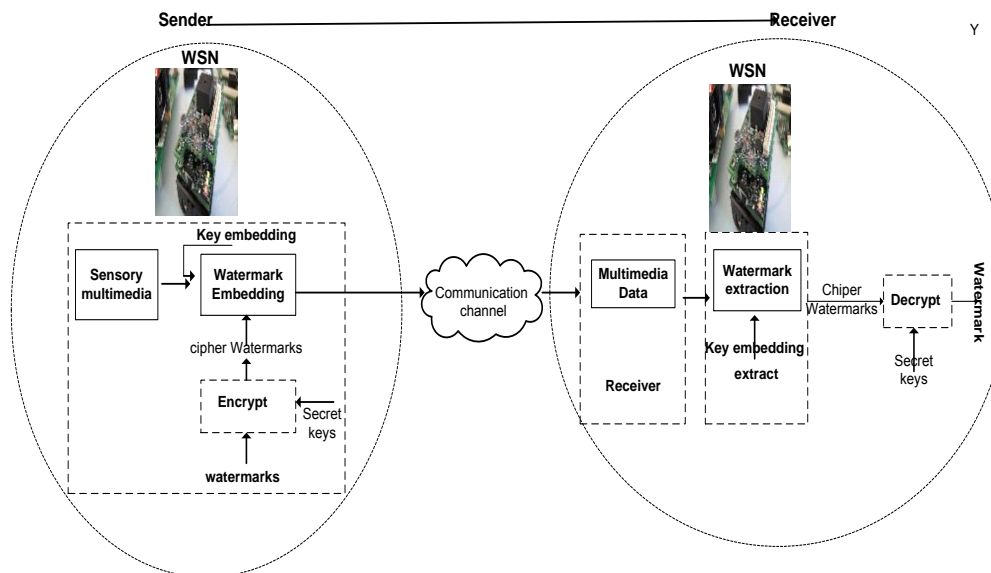 Sender
Receiver
Y
WSN
Key embedding
Sensory
multimedia
Watermark
Embedding
cipher Watermarks
Encrypt
Secret
keys
watermarks
Communication
channel
WSN
Multimedia
Data
Receiver
Watermark
extraction
Key embedding
extract
Chiper
Watermarks
Decrypt
Secret
keys
Watermark